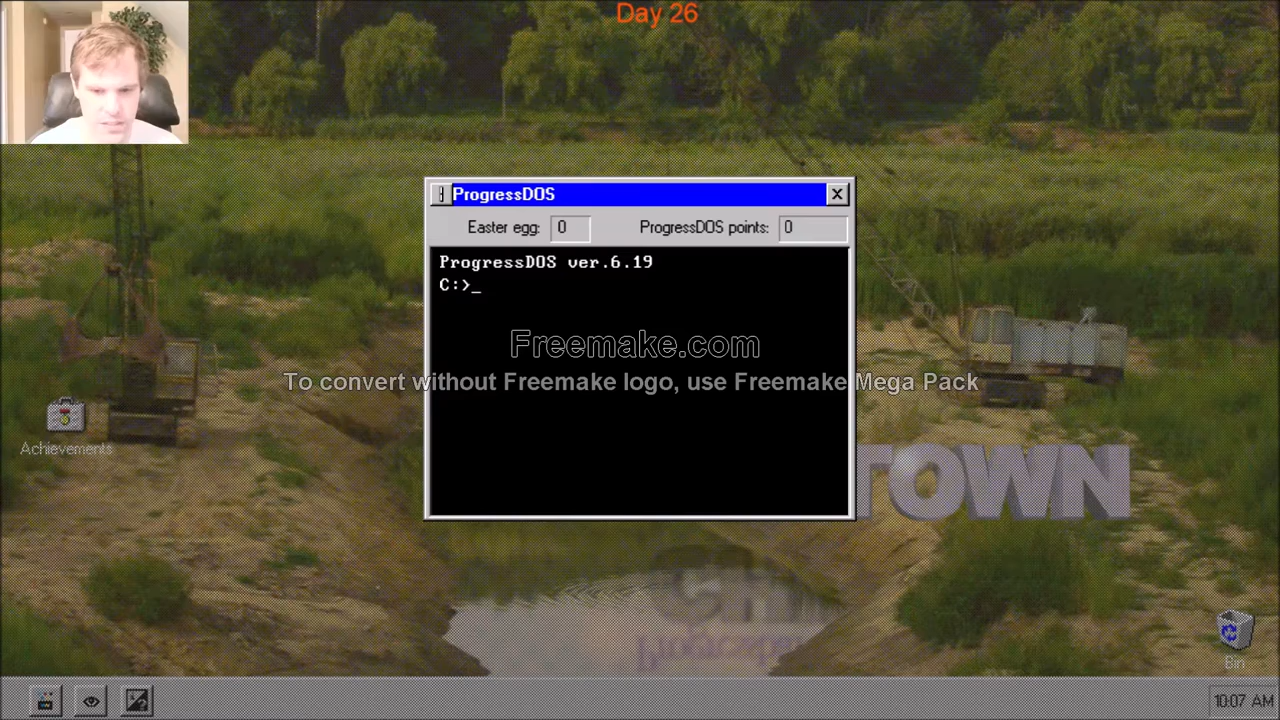 Day 26
ProgressDOS
Easter egg: 0 ProgressDOS points: 0
ProgressDOS ver.6.19
C:>_
Freemake.com
To convert without Freemake logo, use Freemake Mega Pack
Achievements
TOWN
Bin
10:07 AM